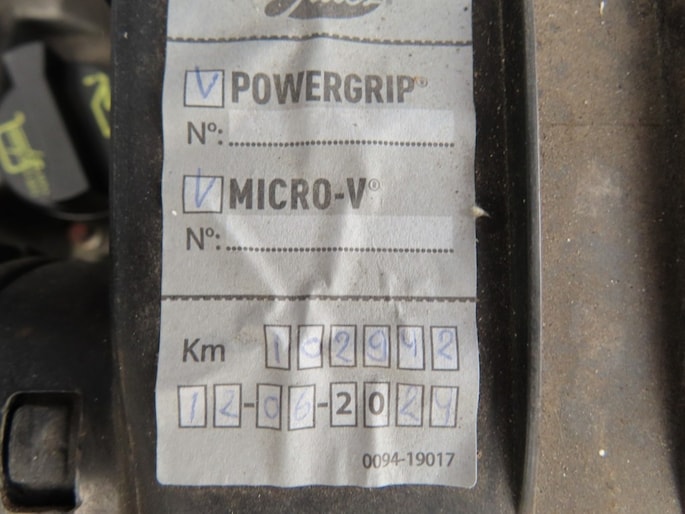 V POWERGRIP®
Nº:
V MICRO-V®
Nº:
Km 102942
12-06-2024
0094-19017